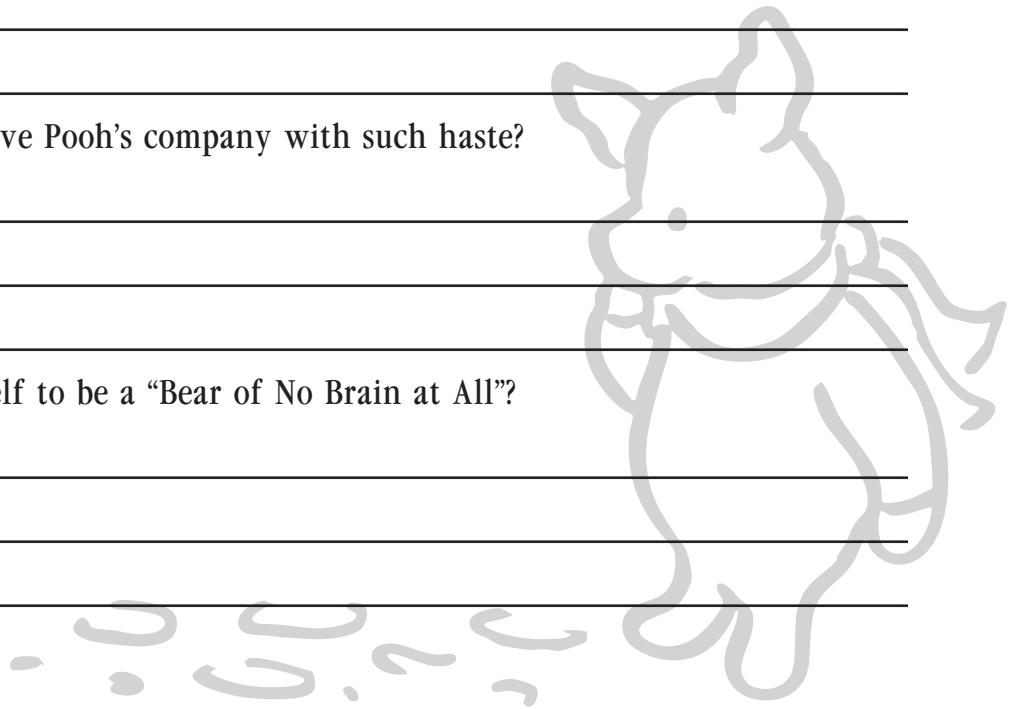 ve Pooh’s company with such haste?
elf to be a “Bear of No Brain at All”?